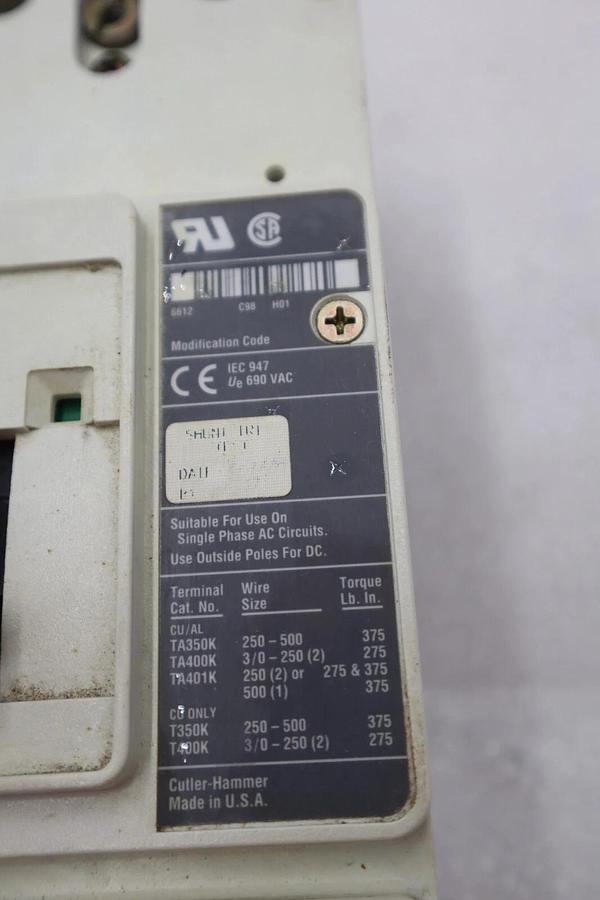 SA
6612 C98 H01
Modification Code
CE IEC 947
Ue 690 VAC
SHUNT TRI
DATE
Suitable For Use On
Single Phase AC Circuits.
Use Outside Poles For DC.
Terminal Wire Torque
Cat. No. Size Lb. In.
CU/AL
TA350K 250 – 500 375
TA400K 3/0 – 250 (2) 275
TA401K 250 (2) or 275 & 375
500 (1) 375
CU ONLY
T350K 250 – 500 375
T400K 3/0 – 250 (2) 275
Cutler-Hammer
Made in U.S.A.